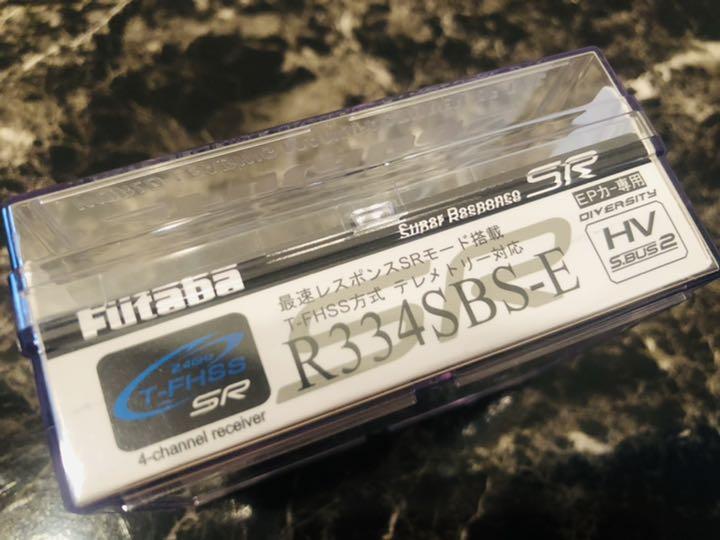 Super Response SR
Futaba
最速レスポンスSRモード搭載
T-FHSS方式 テレメトリー対応
R334SBS-E
EPカー専用
DIVERSITY
HV
S.BUS2
2.4GHz
T-FHSS
SR
4-channel receiver